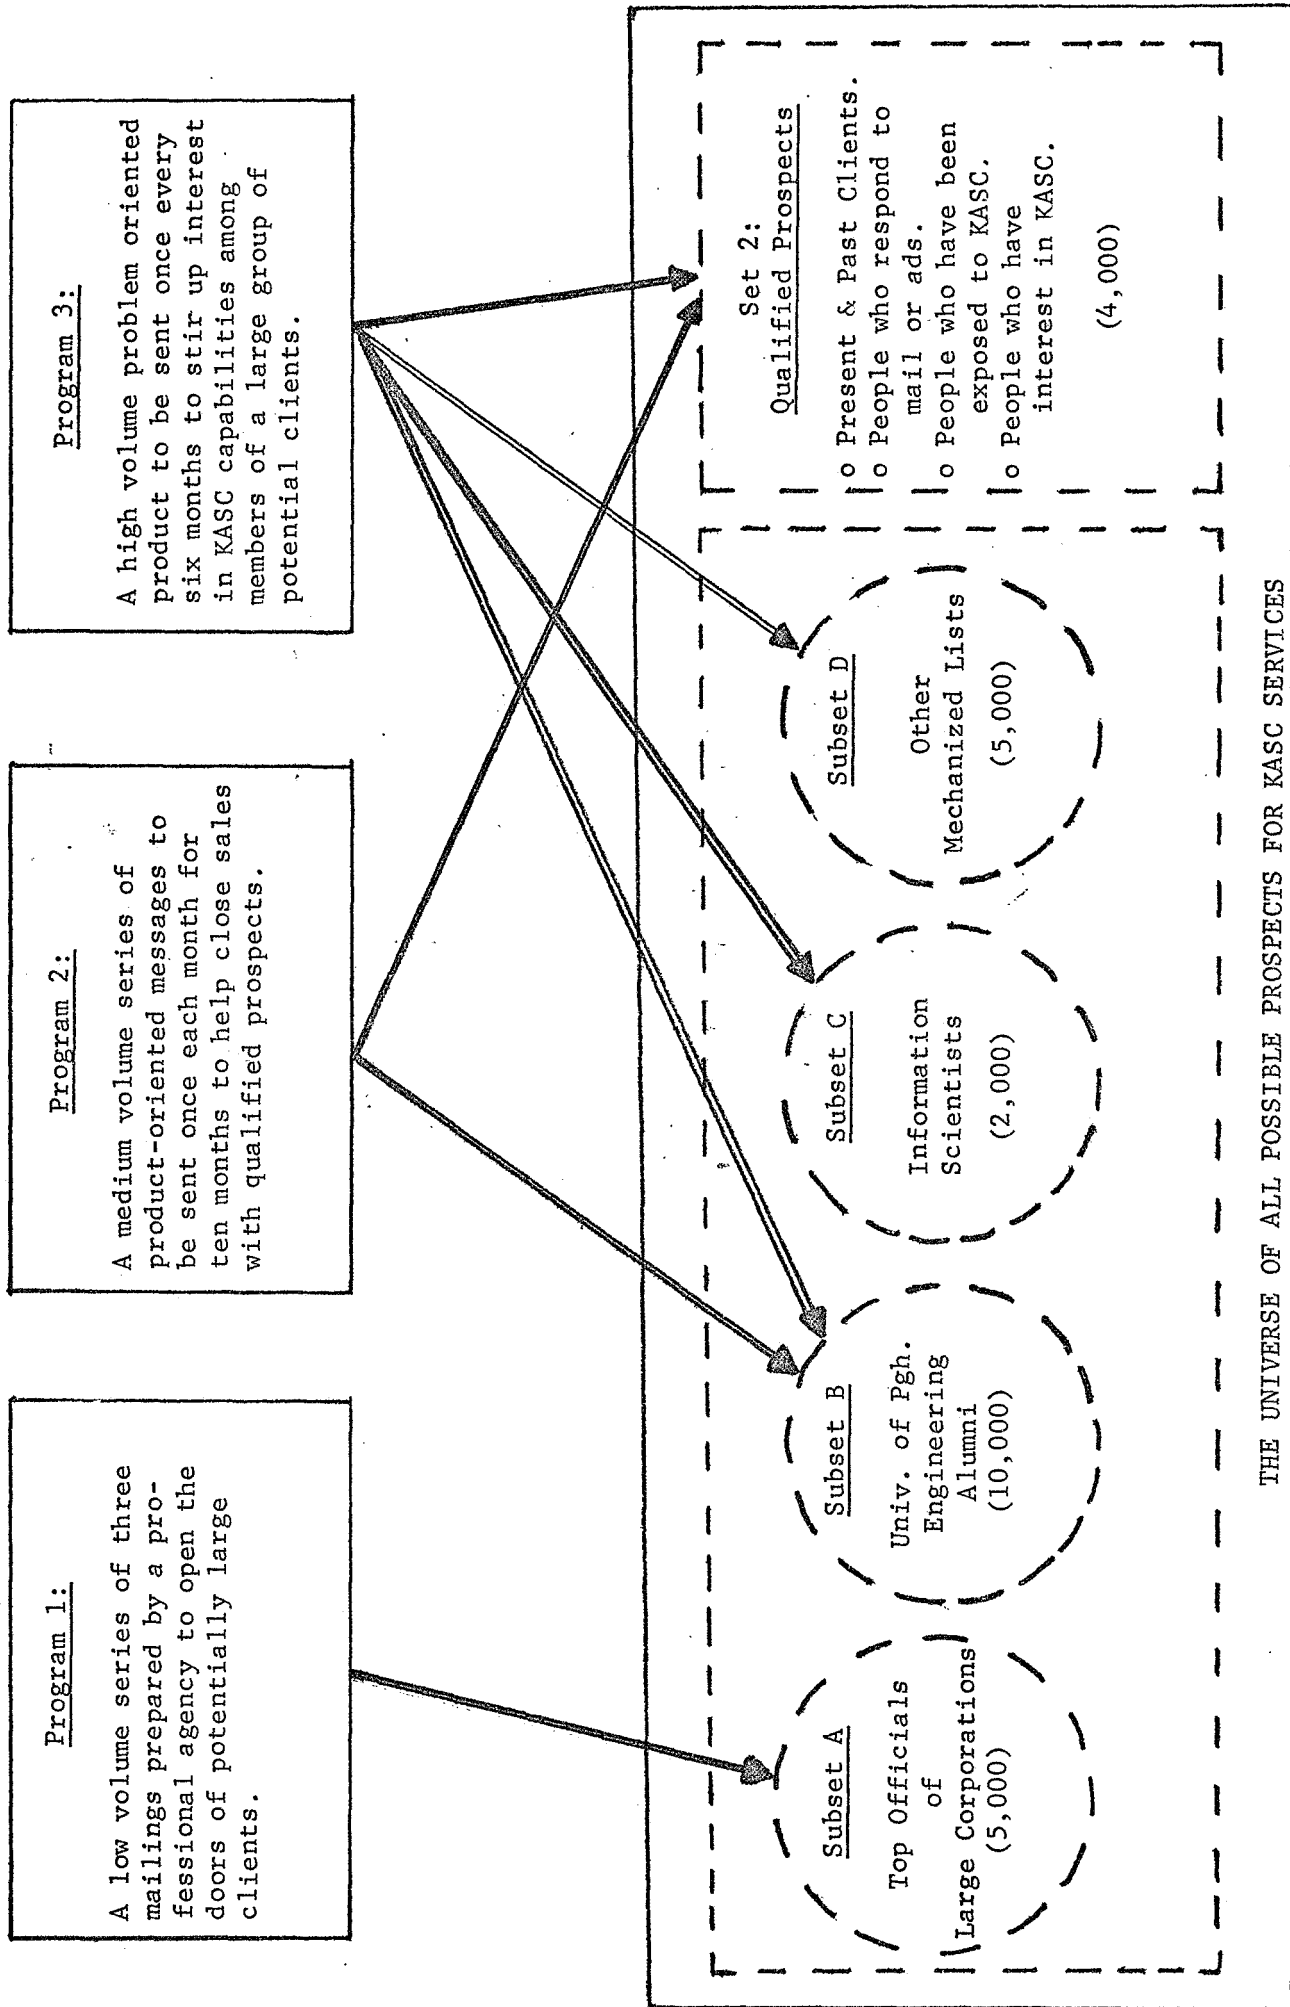 Program 1:
A low volume series of three
mailings prepared by a pro-
fessional agency to open the
doors of potentially large
clients.
Program 2:
A medium volume series of
product-oriented messages to
be sent once each month for
ten months to help close sales
with qualified prospects.
Program 3:
A high volume problem oriented
product to be sent once every
six months to stir up interest
in KASC capabilities among
members of a large group of
potential clients.
Subset A
Top Officials
of
Large Corporations
(5,000)
Subset B
Univ. of Pgh.
Engineering
Alumni
(10,000)
Subset C
Information
Scientists
(2,000)
Subset D
Other
Mechanized Lists
(5,000)
Set 2:
Qualified Prospects
o Present & Past Clients.
o People who respond to
mail or ads.
o People who have been
exposed to KASC.
o People who have
interest in KASC.
(4,000)
THE UNIVERSE OF ALL POSSIBLE PROSPECTS FOR KASC SERVICES